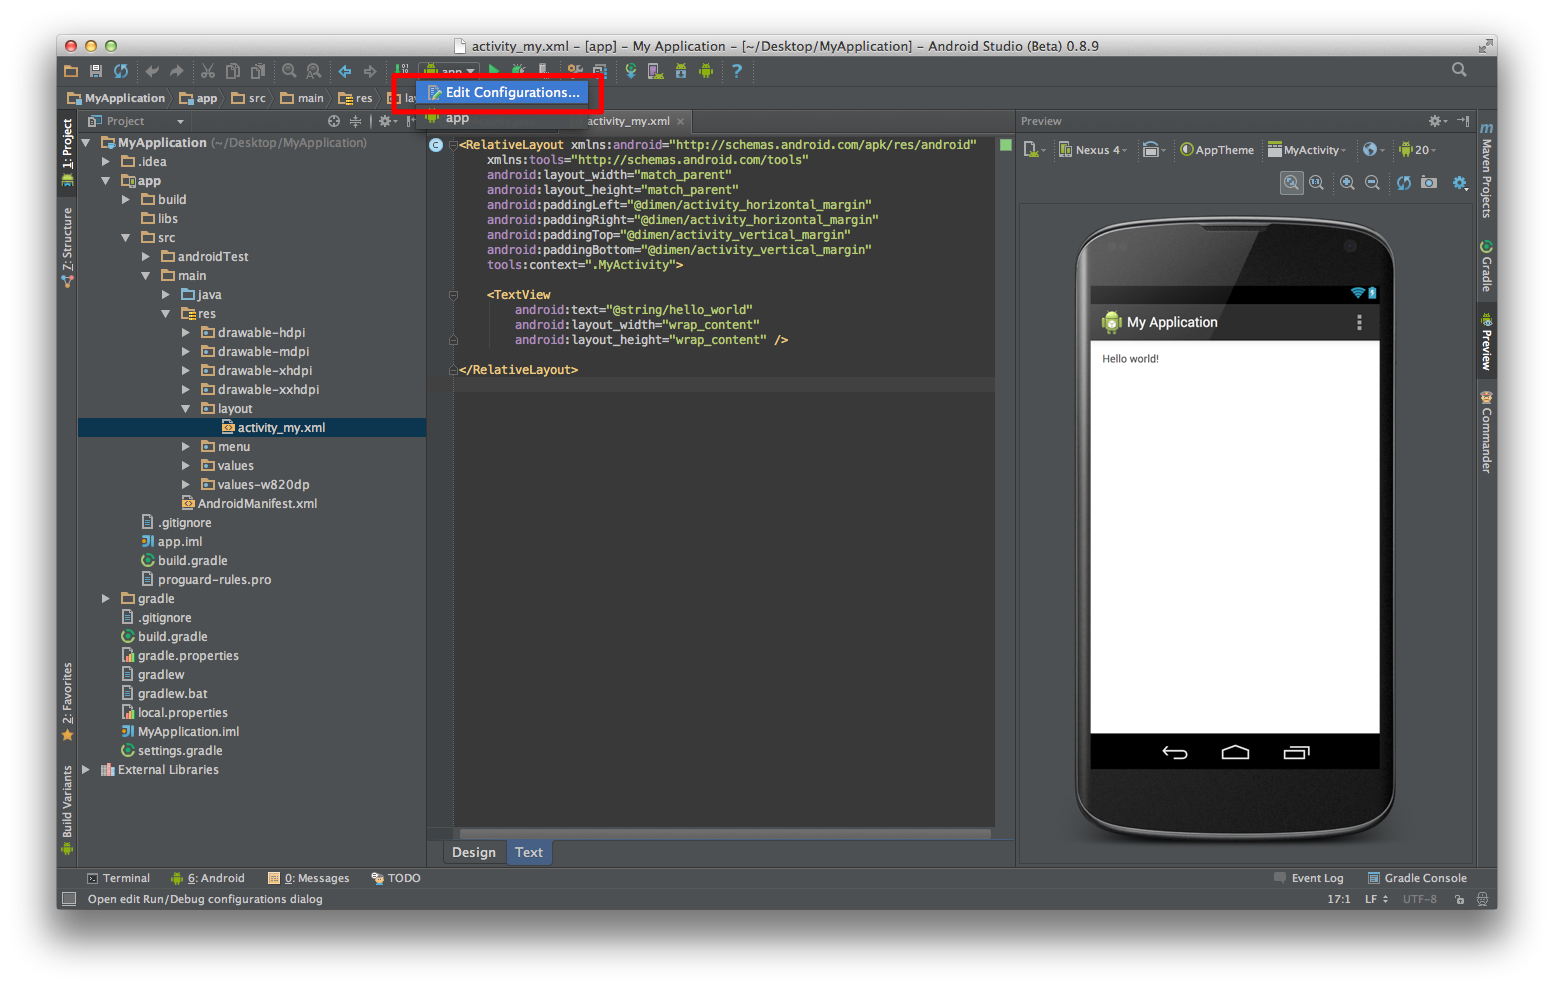 activity_my.xml – [app] – My Application – [~/Desktop/MyApplication] – Android Studio (Beta) 0.8.9
app
?
MyApplication
app
src
main
res
Edit Configurations...
app
Project
activity_my.xml
Preview
1: Project
Z: Structure
2: Favorites
Build Variants
MyApplication (~/Desktop/MyApplication)
.idea
app
build
libs
src
androidTest
main
java
res
drawable-hdpi
drawable-mdpi
drawable-xhdpi
drawable-xxhdpi
layout
activity_my.xml
menu
values
values-w820dp
AndroidManifest.xml
.gitignore
app.iml
build.gradle
proguard-rules.pro
gradle
.gitignore
build.gradle
gradle.properties
gradlew
gradlew.bat
local.properties
MyApplication.iml
settings.gradle
External Libraries
<RelativeLayout xmlns:android="http://schemas.android.com/apk/res/android"
xmlns:tools="http://schemas.android.com/tools"
android:layout_width="match_parent"
android:layout_height="match_parent"
android:paddingLeft="@dimen/activity_horizontal_margin"
android:paddingRight="@dimen/activity_horizontal_margin"
android:paddingTop="@dimen/activity_vertical_margin"
android:paddingBottom="@dimen/activity_vertical_margin"
tools:context=".MyActivity">
<TextView
android:text="@string/hello_world"
android:layout_width="wrap_content"
android:layout_height="wrap_content" />
</RelativeLayout>
Design
Text
Nexus 4
AppTheme
MyActivity
20
My Application
Hello world!
Maven Projects
Gradle
Preview
Commander
Terminal
6: Android
0: Messages
TODO
Event Log
Gradle Console
Open edit Run/Debug configurations dialog
17:1
LF
UTF-8